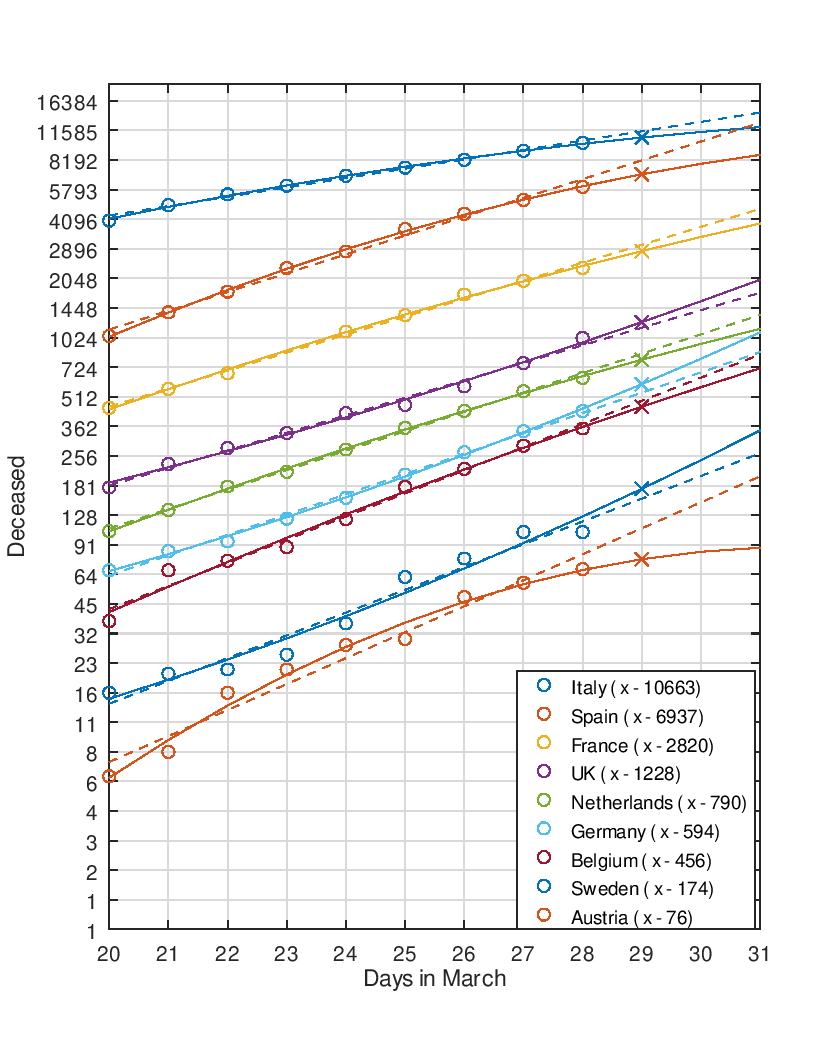 16384
11585
8192
5793
4096
2896
2048
1448
1024
724
512
362
256
181
128
91
64
45
32
23
16
11
8
6
4
3
2
1
1
Deceased
Italy ( x - 10663)
Spain ( x - 6937)
France ( x - 2820)
UK ( x - 1228)
Netherlands ( x - 790)
Germany ( x - 594)
Belgium ( x - 456)
Sweden ( x - 174)
Austria ( x - 76)
20 21 22 23 24 25 26 27 28 29 30 31
Days in March